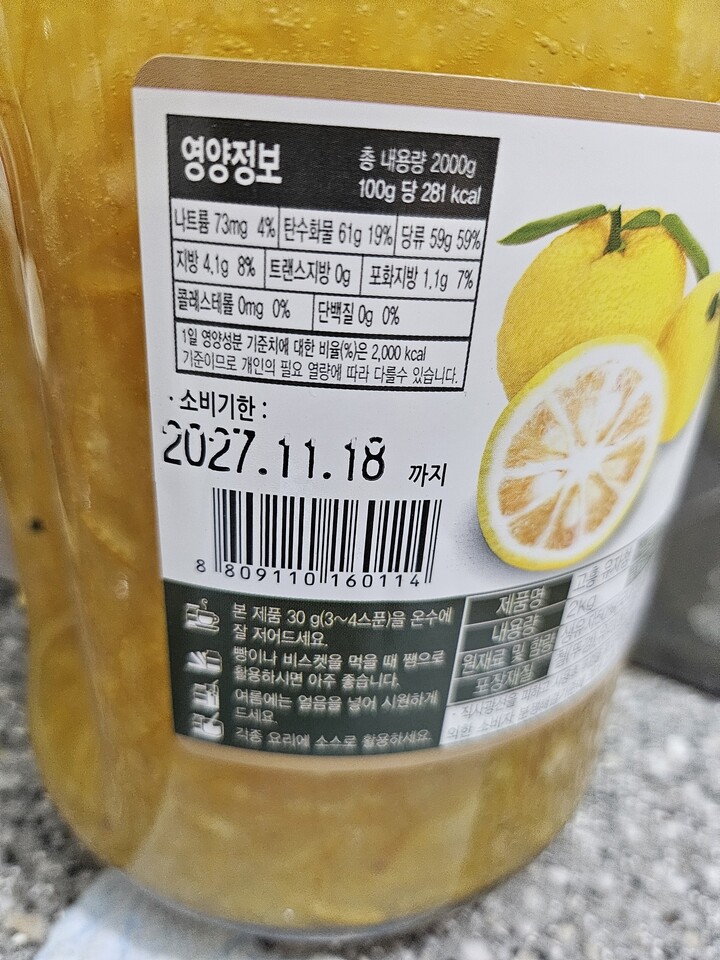 영양정보
총 내용량 2000g
100g 당 281 kcal
나트륨 73mg 4% 탄수화물 61g 19% 당류 59g 59%
지방 4.1g 8% 트랜스지방 0g 포화지방 1.1g 7%
콜레스테롤 0mg 0% 단백질 0g 0%
1일 영양성분 기준치에 대한 비율(%)은 2,000 kcal
기준이므로 개인의 필요 열량에 따라 다를수 있습니다.
· 소비기한 :
2027.11.18 까지
8 809110 160114
본 제품 30 g(3~4스푼)을 온수에
잘 저어드세요.
빵이나 비스켓을 먹을 때 쨈으로
활용하시면 아주 좋습니다.
여름에는 얼음을 넣어 시원하게
드세요.
각종 요리에 소스로 활용하세요.
제품명 고흥
내용량 2kg
원재료 및 함량
포장재질